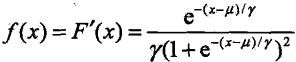 f(x) = F′(x) = e^{-(x-μ)/γ} / γ(1+e^{-(x-μ)/γ})^2